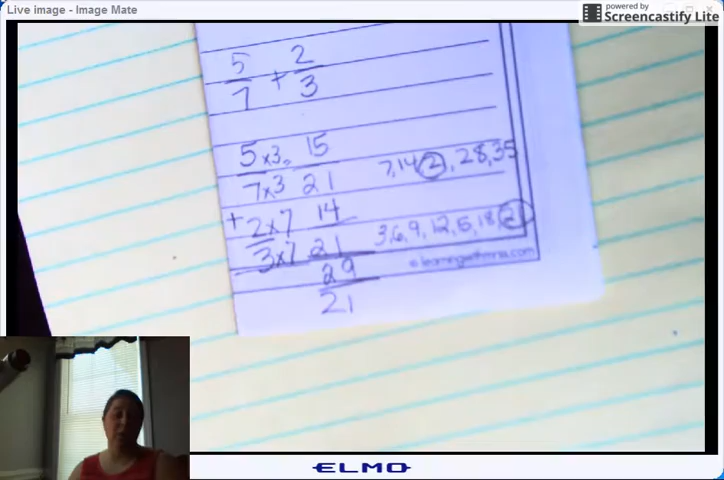 Live image - Image Mate
powered by
Screencastify Lite
5/7 + 2/3
5x3 = 15
7x3 21
7,14,21,28,35
+ 2x7 14
3x7 21
3,6,9,12,15,18,21
29
21
© learningwithmna.com
ELMO